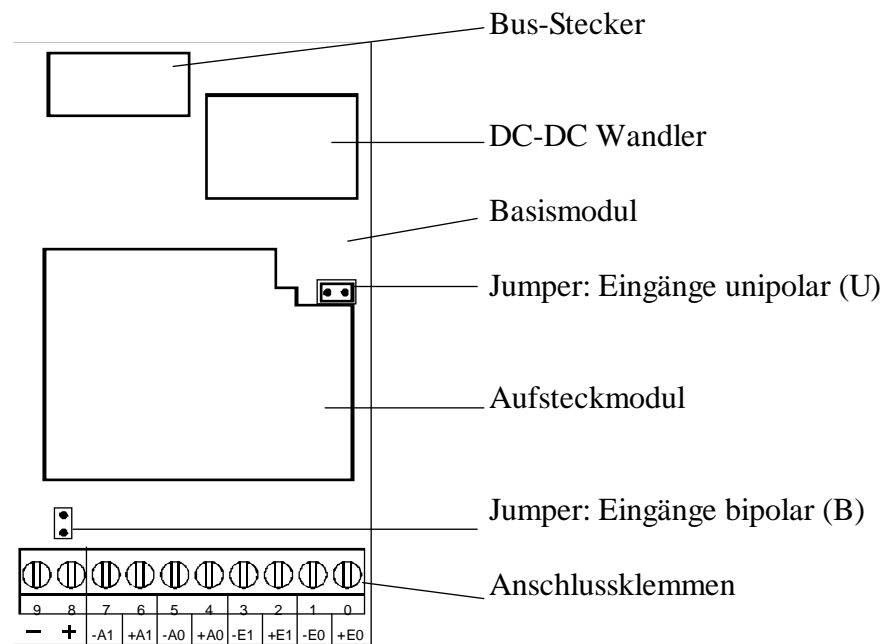 Bus-Stecker
DC-DC Wandler
Basismodul
Jumper: Eingänge unipolar (U)
Aufsteckmodul
Jumper: Eingänge bipolar (B)
Anschlussklemmen
9 8 7 6 5 4 3 2 1 0
− + -A1 +A1 -A0 +A0 -E1 +E1 -E0 +E0